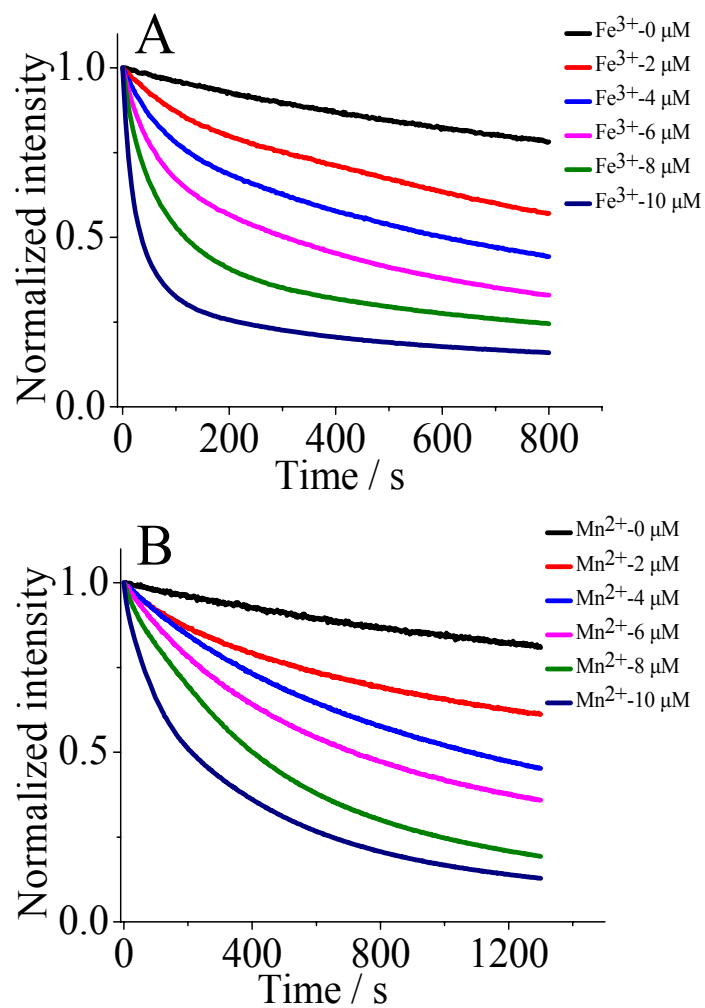 A
Fe³⁺-0 μM
Fe³⁺-2 μM
Fe³⁺-4 μM
Fe³⁺-6 μM
Fe³⁺-8 μM
Fe³⁺-10 μM
Normalized intensity
1.0
0.5
0.0
0 200 400 600 800
Time / s
B
Mn²⁺-0 μM
Mn²⁺-2 μM
Mn²⁺-4 μM
Mn²⁺-6 μM
Mn²⁺-8 μM
Mn²⁺-10 μM
Normalized intensity
1.0
0.5
0.0
0 400 800 1200
Time / s